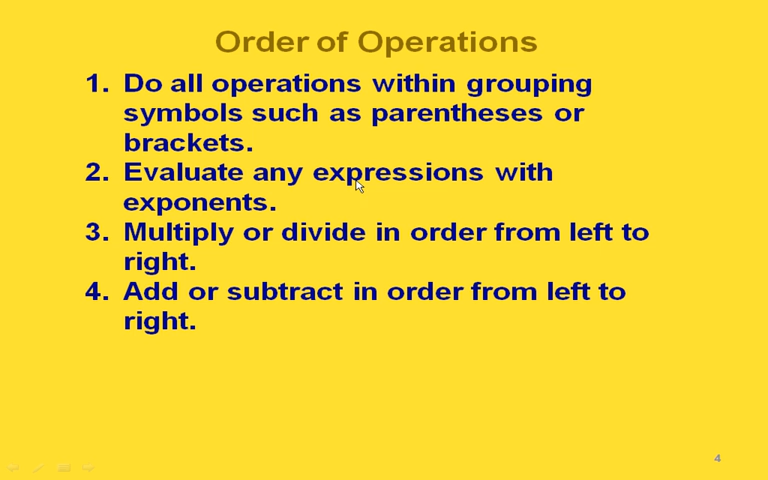 Order of Operations
1. Do all operations within grouping
symbols such as parentheses or
brackets.
2. Evaluate any expressions with
exponents.
3. Multiply or divide in order from left to
right.
4. Add or subtract in order from left to
right.
4